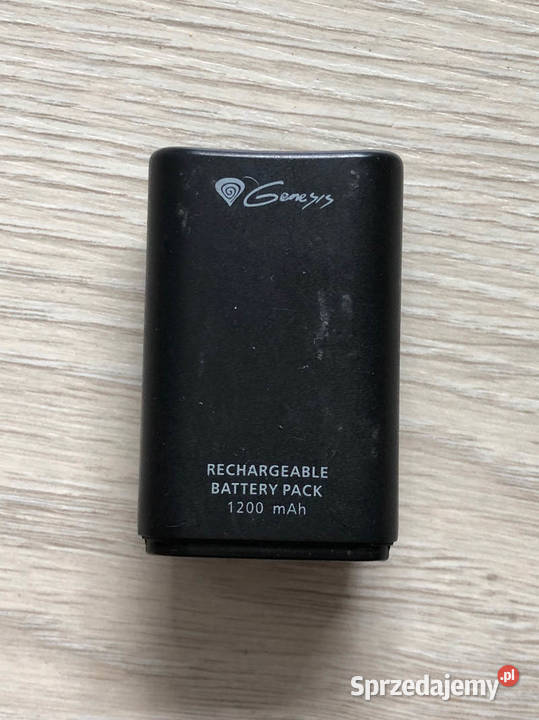 Genesis
RECHARGEABLE
BATTERY PACK
1200 mAh
Sprzedajemy.pl